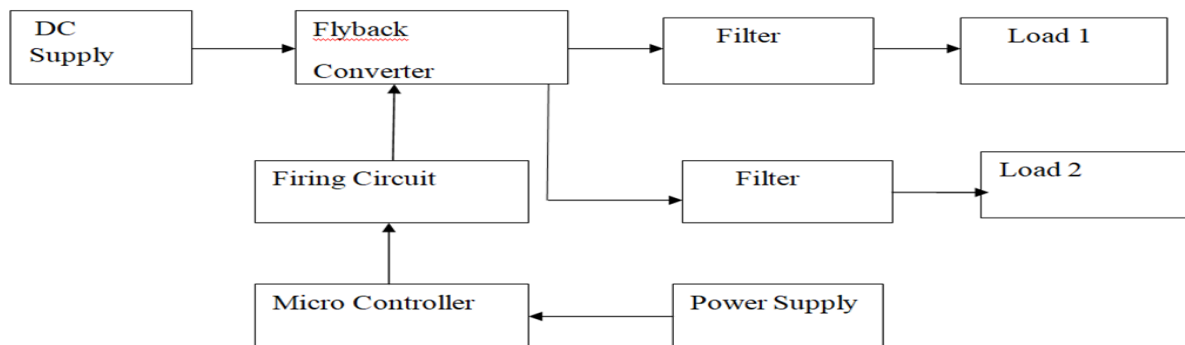 DC
Supply
Flyback
Converter
Filter
Load 1
Firing Circuit
Filter
Load 2
Micro Controller
Power Supply